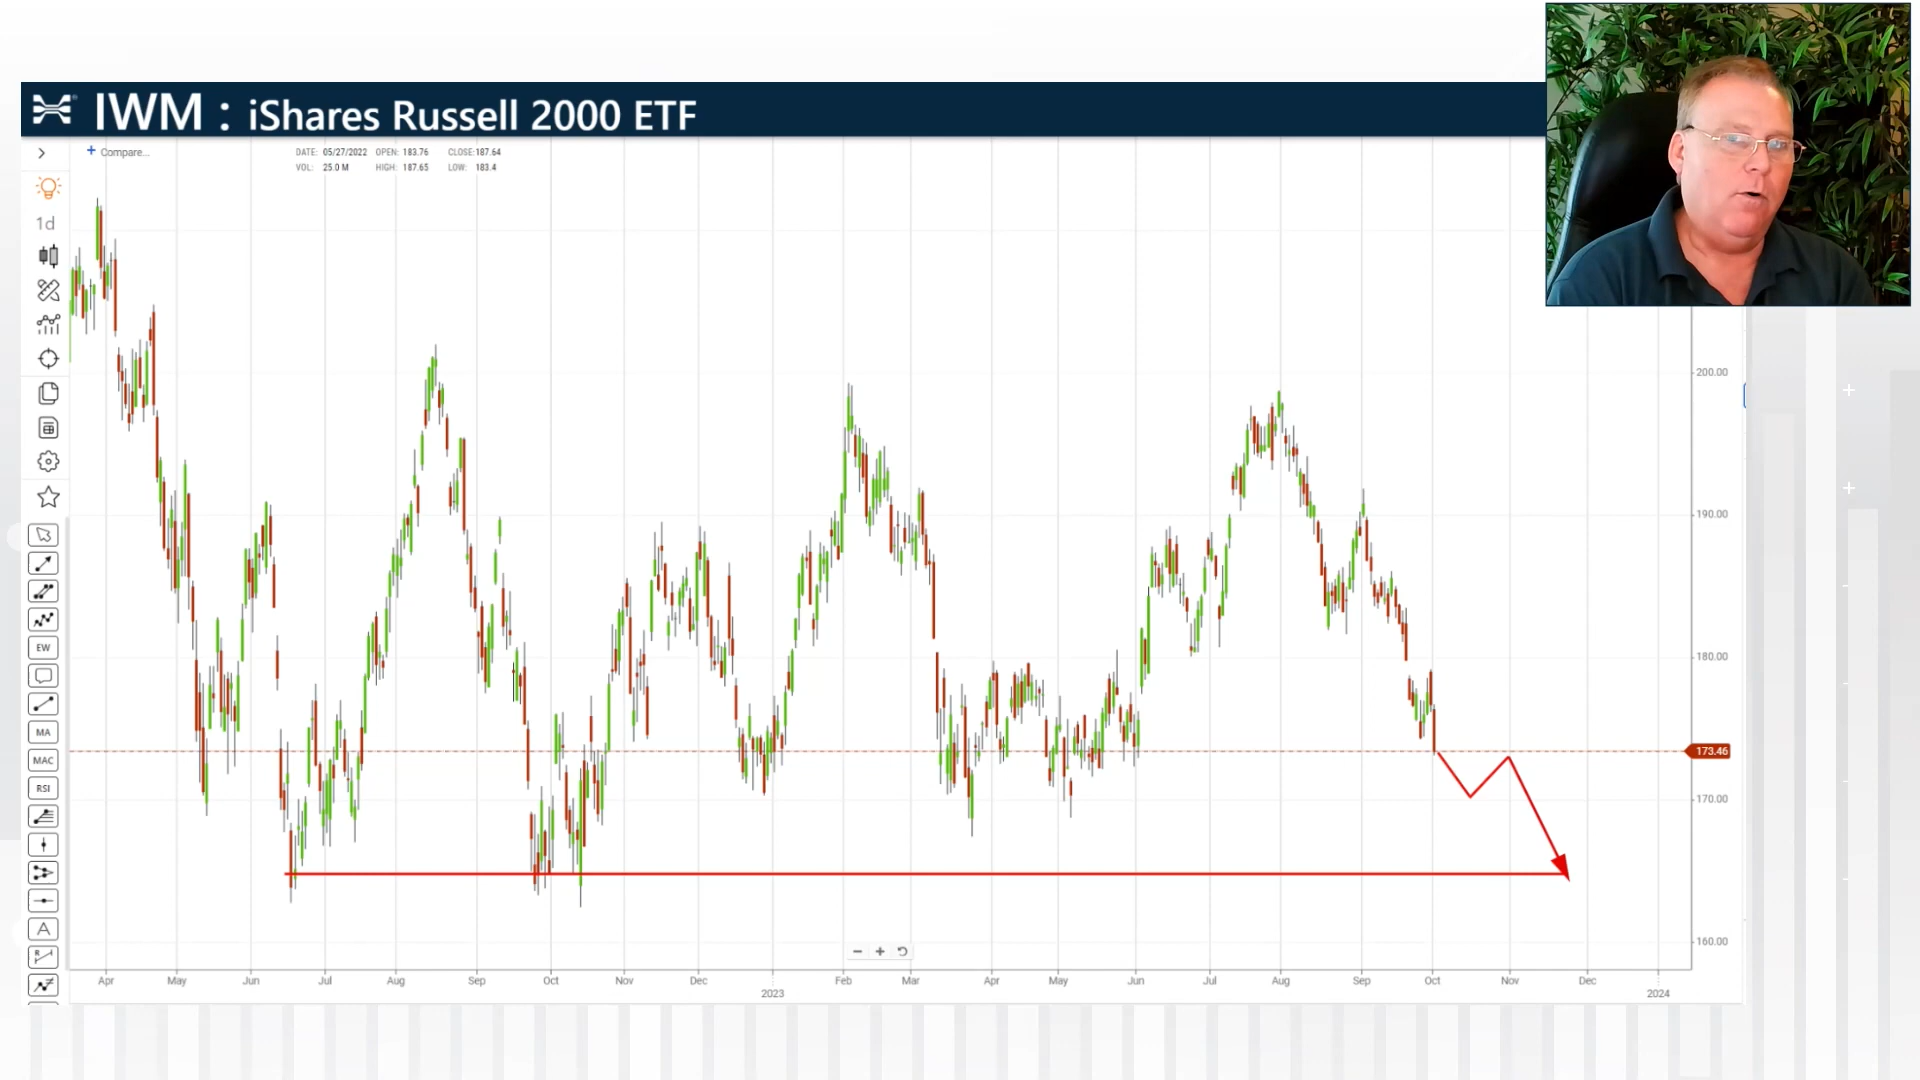 IWM : iShares Russell 2000 ETF
Compare...
DATE: 05/27/2022 OPEN: 183.76 CLOSE:187.64
VOL: 25.0 M HIGH: 187.65 LOW: 183.4
1d
EW
MA
MAC
RSI
A
R
200.00
190.00
180.00
173.46
170.00
160.00
Apr May Jun Jul Aug Sep Oct Nov Dec Feb Mar Apr May Jun Jul Aug Sep Oct Nov Dec
2023 2024